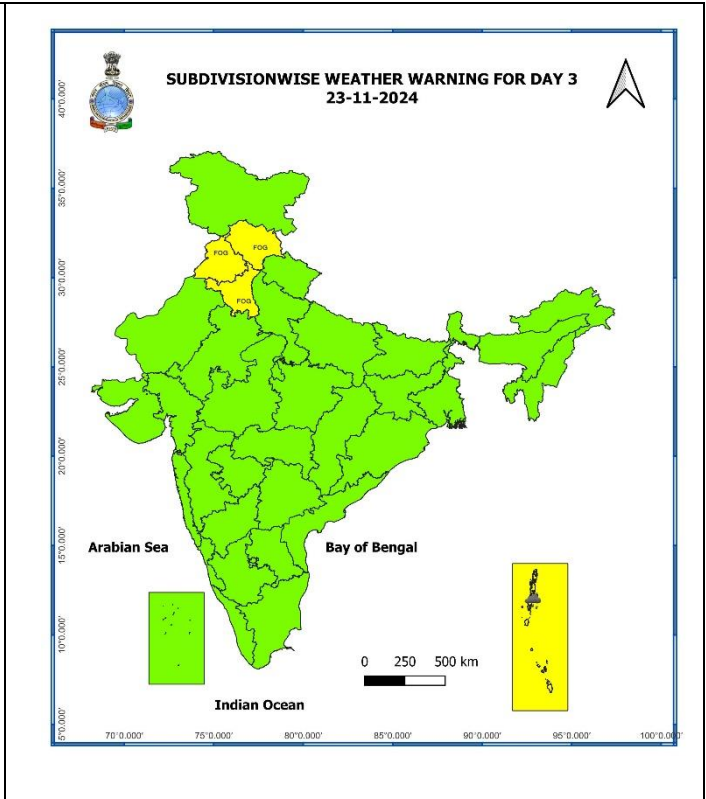 SUBDIVISIONWISE WEATHER WARNING FOR DAY 3
23-11-2024
40°0.000'
35°0.000'
30°0.000'
25°0.000'
20°0.000'
15°0.000'
10°0.000'
5°0.000'
FOG
FOG
FOG
Arabian Sea
Bay of Bengal
0 250 500 km
Indian Ocean
70°0.000' 75°0.000' 80°0.000' 85°0.000' 90°0.000' 95°0.000' 100°0.000'